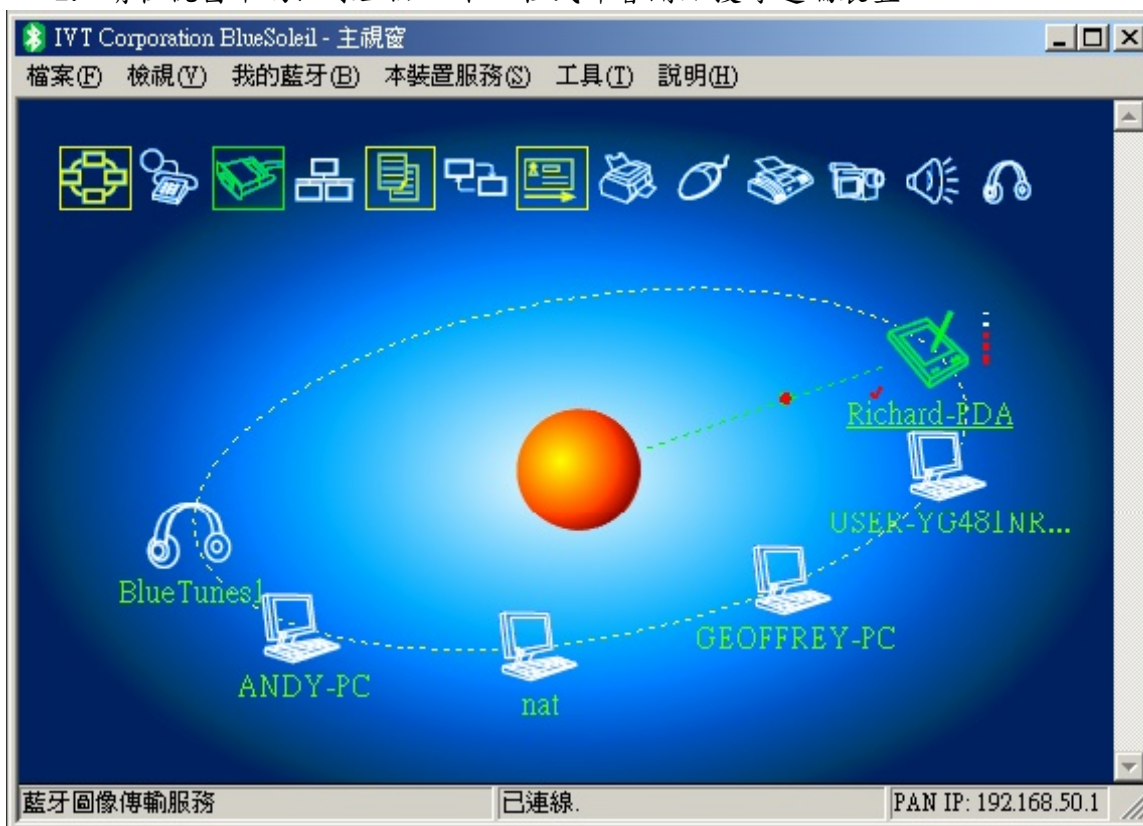 IVT Corporation BlueSoleil - 主視窗
檔案(F) 檢視(V) 我的藍牙(B) 本裝置服務(S) 工具(T) 說明(H)
Richard-PDA
USER-YG481NR...
BlueTunes1
GEOFFREY-PC
ANDY-PC
nat
藍牙圖像傳輸服務 已連線. PAN IP: 192.168.50.1